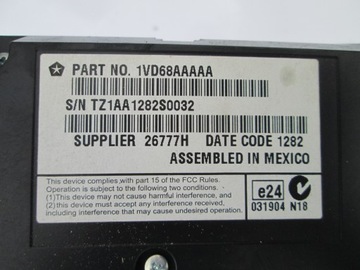 PART NO. 1VD68AAAAA
S/N TZ1AA1282S0032
SUPPLIER 26777H DATE CODE 1282
ASSEMBLED IN MEXICO
This device complies with part 15 of the FCC Rules.
Operation is subject to the following two conditions.
(1)This device may not cause harmful interference, and
(2)This device must accept any interference received,
including interference that may cause undesired operation.
e24
031904 N18